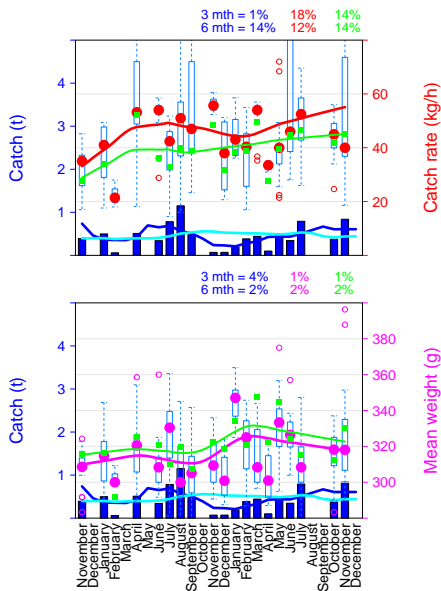 3 mth = 1% 18% 14%
6 mth = 14% 12% 14%
Catch (t)
5
4
3
2
1
60
40
20
Catch rate (kg/h)
3 mth = 4% 1% 1%
6 mth = 2% 2% 2%
Catch (t)
5
4
3
2
1
380
360
340
320
300
Mean weight (g)
November
December
January
February
March
April
May
June
July
August
September
October
November
December
January
February
March
April
May
June
July
August
September
October
November
December